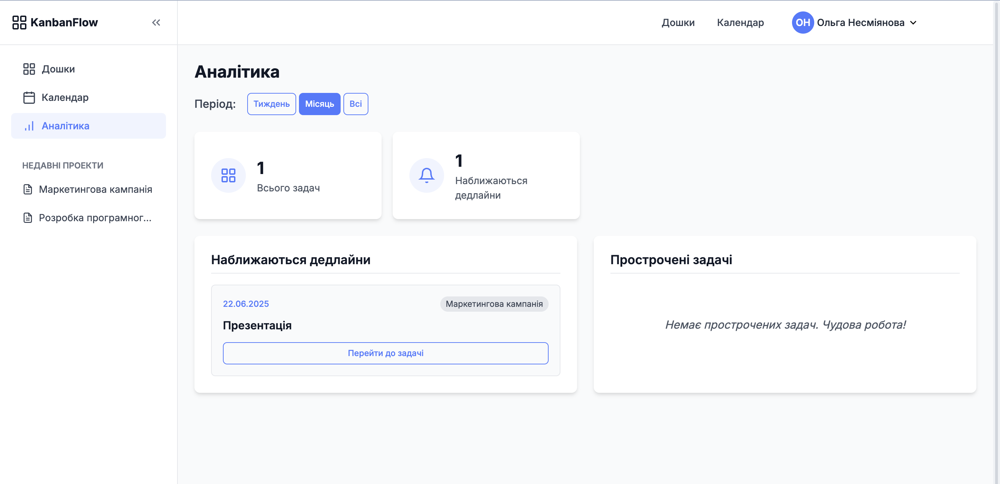 KanbanFlow
Дошки
Календар
ОН
Ольга Несміянова
Дошки
Календар
Аналітика
НЕДАВНІ ПРОЕКТИ
Маркетингова кампанія
Розробка програмног...
Аналітика
Період:
Тиждень
Місяць
Всі
1
Всього задач
1
Наближаються
дедлайни
Наближаються дедлайни
22.06.2025
Маркетингова кампанія
Презентація
Перейти до задачі
Прострочені задачі
Немає прострочених задач. Чудова робота!